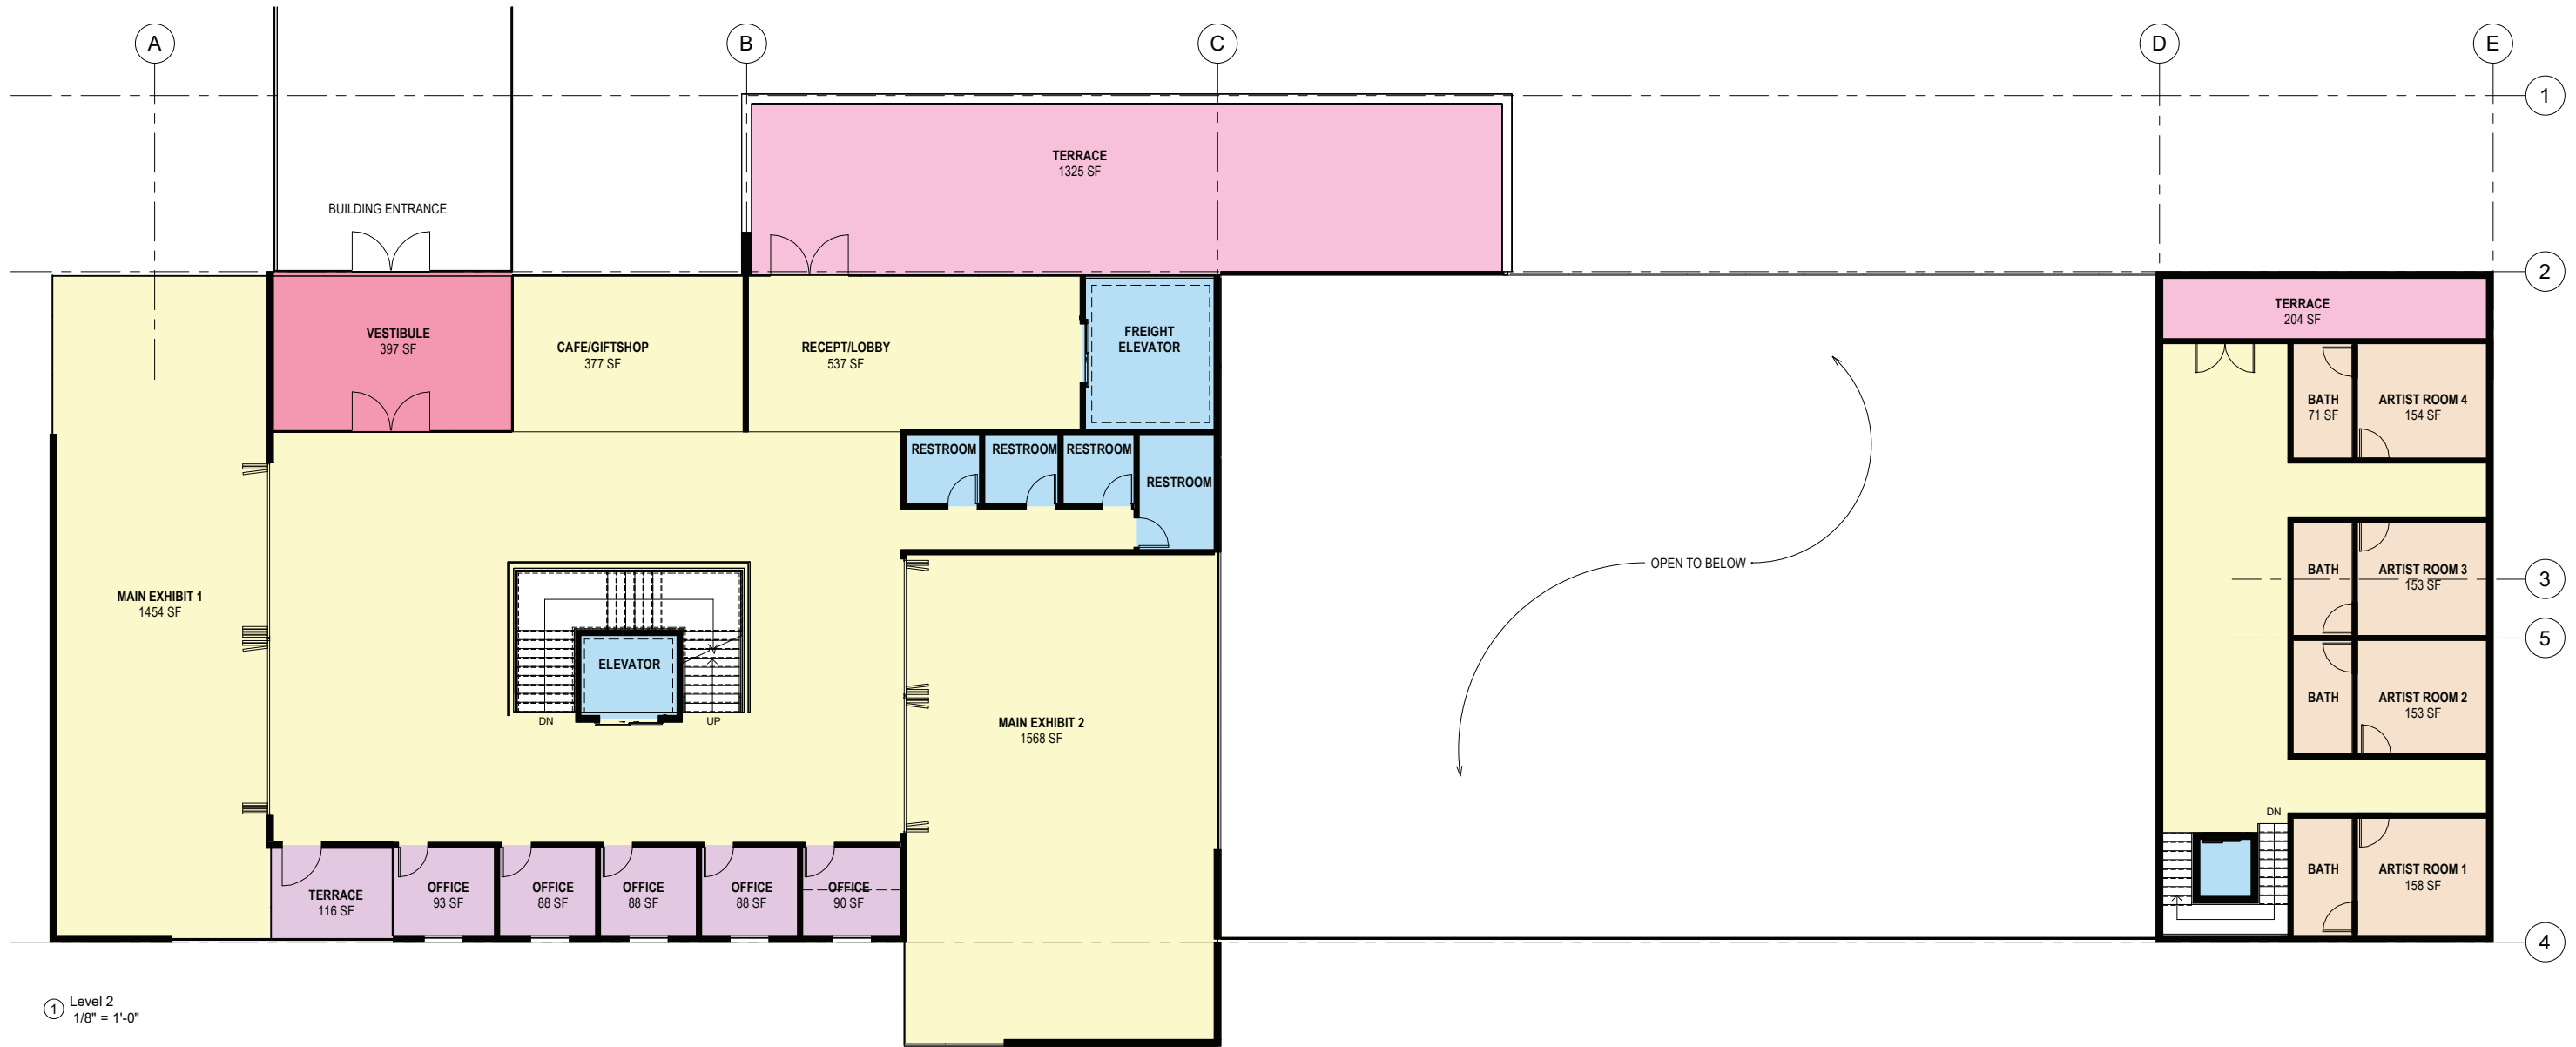 A
B
C
D
E
1
TERRACE
1325 SF
BUILDING ENTRANCE
2
TERRACE
204 SF
VESTIBULE
397 SF
CAFE/GIFTSHOP
377 SF
RECEPT/LOBBY
537 SF
FREIGHT
ELEVATOR
BATH
71 SF
ARTIST ROOM 4
154 SF
RESTROOM
RESTROOM
RESTROOM
RESTROOM
OPEN TO BELOW
BATH
ARTIST ROOM 3
153 SF
3
MAIN EXHIBIT 1
1454 SF
5
ELEVATOR
DN
UP
MAIN EXHIBIT 2
1568 SF
BATH
ARTIST ROOM 2
153 SF
DN
BATH
ARTIST ROOM 1
158 SF
TERRACE
116 SF
OFFICE
93 SF
OFFICE
88 SF
OFFICE
88 SF
OFFICE
88 SF
OFFICE
90 SF
4
1
Level 2
1/8" = 1'-0"